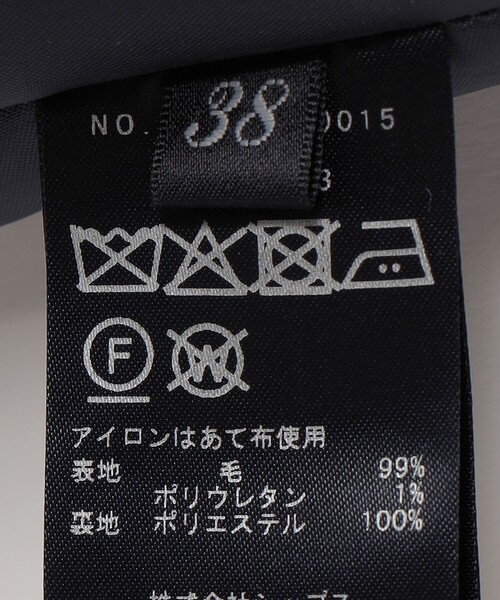 38
NO. 0015
3
F
W
アイロンはあて布使用
表地 毛 99%
ポリウレタン 1%
裏地 ポリエステル 100%